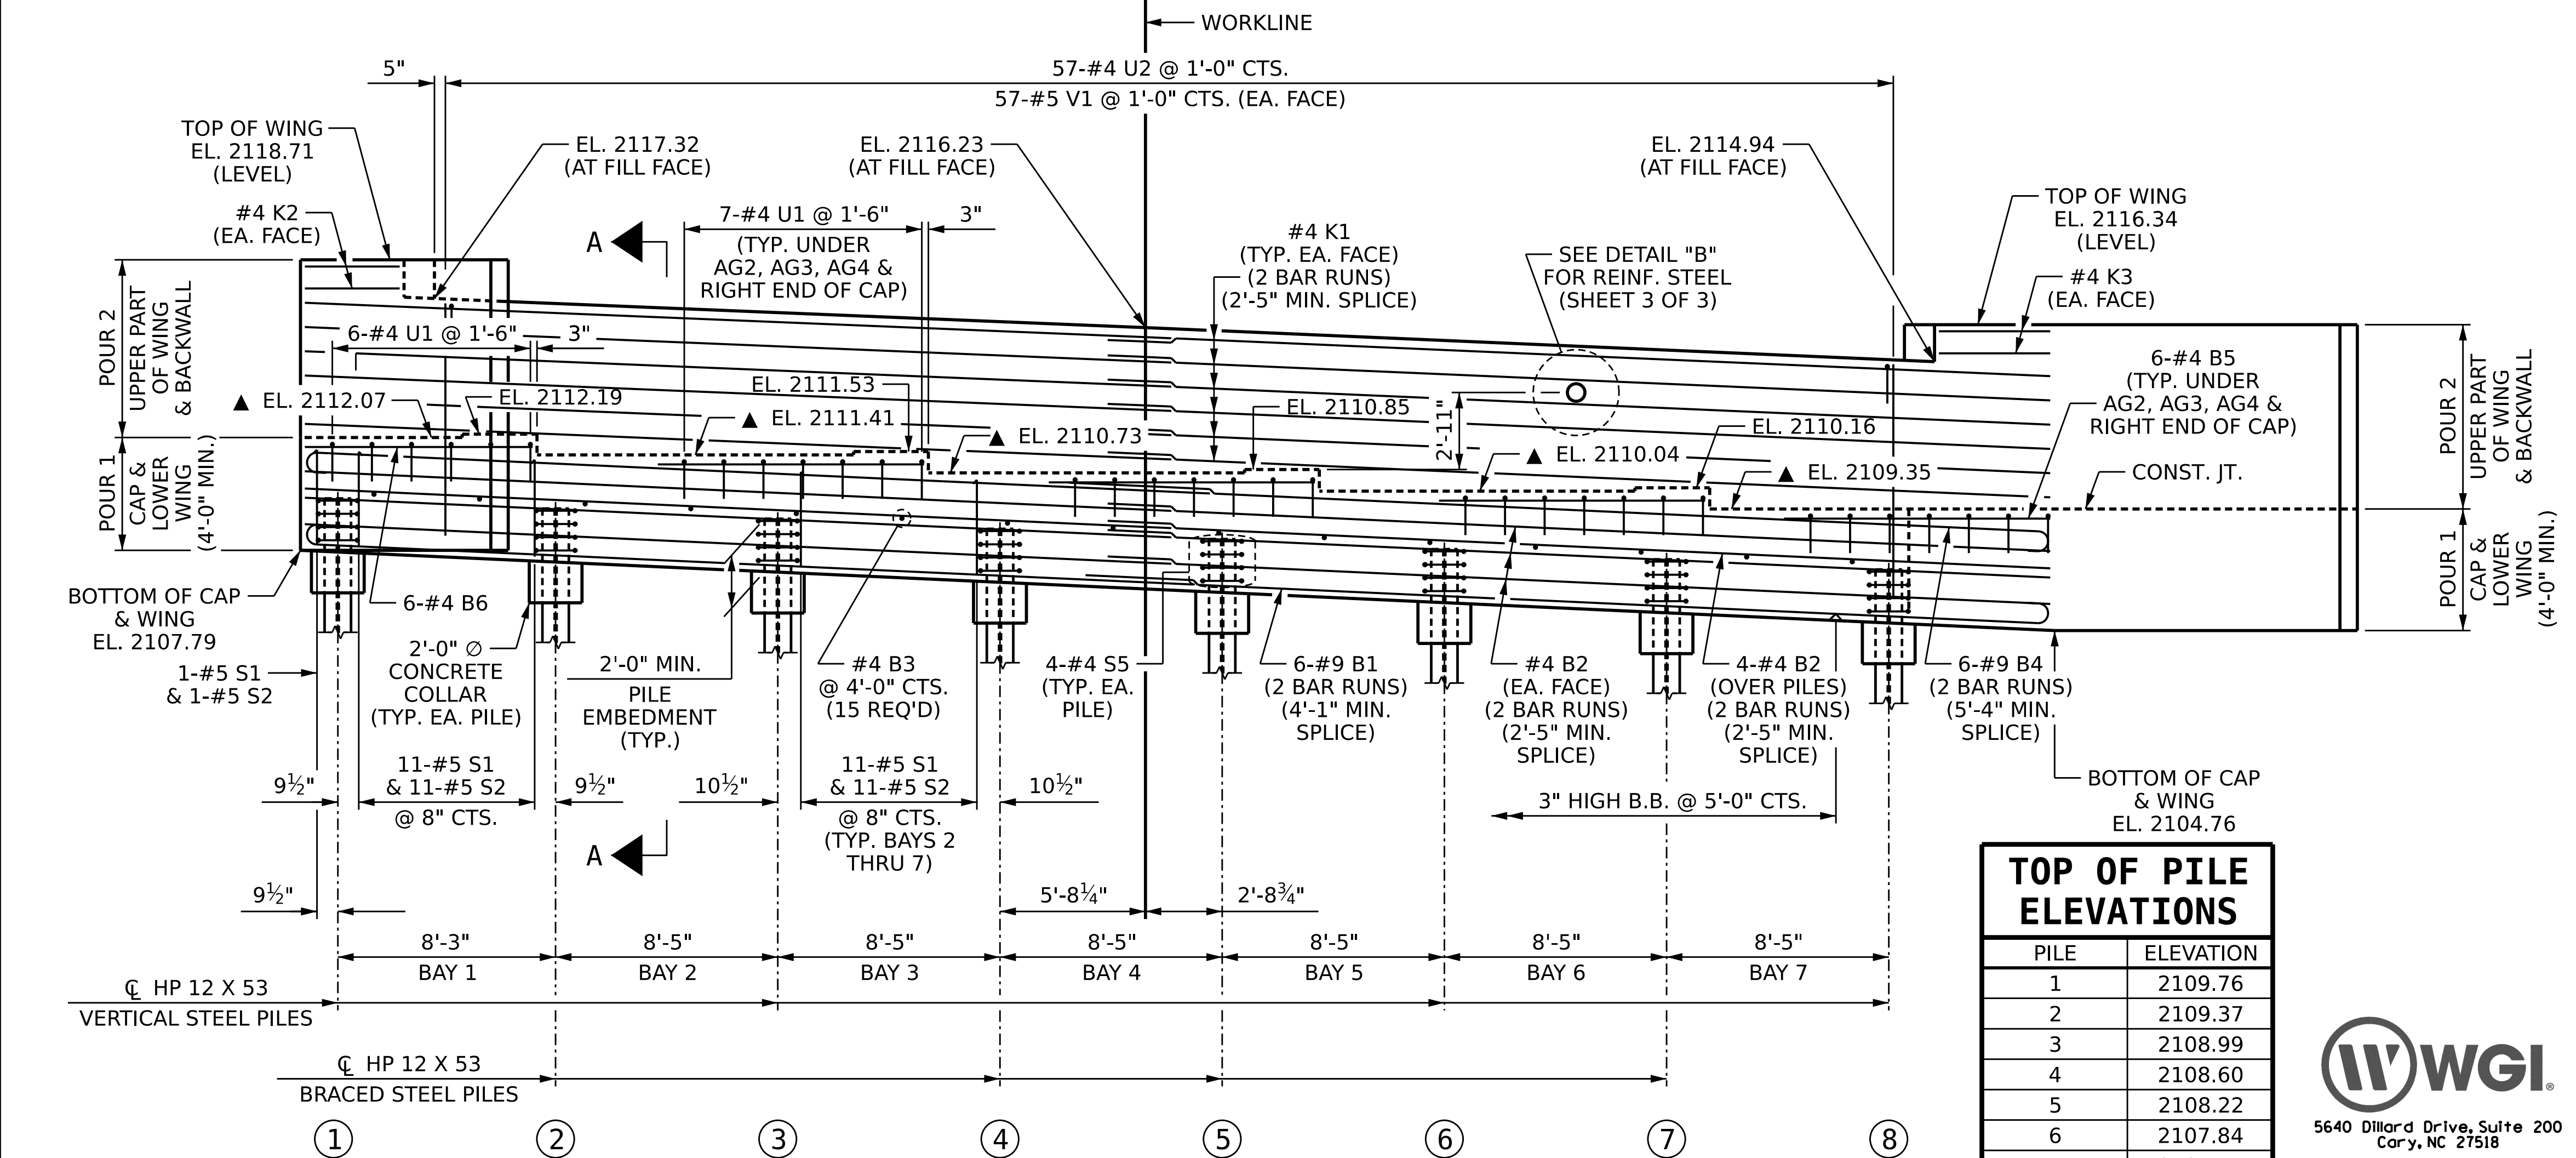 WORKLINE
5"
57-#4 U2 @ 1'-0" CTS.
57-#5 V1 @ 1'-0" CTS. (EA. FACE)
TOP OF WING
EL. 2118.71
(LEVEL)
EL. 2117.32
(AT FILL FACE)
EL. 2116.23
(AT FILL FACE)
EL. 2114.94
(AT FILL FACE)
TOP OF WING
EL. 2116.34
(LEVEL)
#4 K2
(EA. FACE)
A
7-#4 U1 @ 1'-6"
3"
(TYP. UNDER
AG2, AG3, AG4 &
RIGHT END OF CAP)
#4 K1
(TYP. EA. FACE)
(2 BAR RUNS)
(2'-5" MIN. SPLICE)
SEE DETAIL "B"
FOR REINF. STEEL
(SHEET 3 OF 3)
#4 K3
(EA. FACE)
POUR 2
UPPER PART
OF WING
& BACKWALL
6-#4 U1 @ 1'-6"
3"
6-#4 B5
(TYP. UNDER
AG2, AG3, AG4 &
RIGHT END OF CAP)
POUR 2
UPPER PART
OF WING
& BACKWALL
▲ EL. 2112.07
EL. 2112.19
EL. 2111.53
▲ EL. 2111.41
EL. 2110.85
▲ EL. 2110.73
2'-11"
EL. 2110.16
▲ EL. 2110.04
▲ EL. 2109.35
CONST. JT.
POUR 1
CAP &
LOWER
WING
(4'-0" MIN.)
POUR 1
CAP &
LOWER
WING
(4'-0" MIN.)
BOTTOM OF CAP
& WING
EL. 2107.79
6-#4 B6
1-#5 S1
& 1-#5 S2
2'-0" ∅
CONCRETE
COLLAR
(TYP. EA. PILE)
2'-0" MIN.
PILE
EMBEDMENT
(TYP.)
#4 B3
@ 4'-0" CTS.
(15 REQ'D)
4-#4 S5
(TYP. EA.
PILE)
6-#9 B1
(2 BAR RUNS)
(4'-1" MIN.
SPLICE)
#4 B2
(EA. FACE)
(2 BAR RUNS)
(2'-5" MIN.
SPLICE)
4-#4 B2
(OVER PILES)
(2 BAR RUNS)
(2'-5" MIN.
SPLICE)
6-#9 B4
(2 BAR RUNS)
(5'-4" MIN.
SPLICE)
9½"
11-#5 S1
& 11-#5 S2
@ 8" CTS.
9½"
10½"
11-#5 S1
& 11-#5 S2
@ 8" CTS.
(TYP. BAYS 2
THRU 7)
10½"
3" HIGH B.B. @ 5'-0" CTS.
BOTTOM OF CAP
& WING
EL. 2104.76
A
9½"
5'-8¼"
2'-8¾"
8'-3"
8'-5"
8'-5"
8'-5"
8'-5"
8'-5"
8'-5"
BAY 1
BAY 2
BAY 3
BAY 4
BAY 5
BAY 6
BAY 7
℄ HP 12 X 53
VERTICAL STEEL PILES
℄ HP 12 X 53
BRACED STEEL PILES
1
2
3
4
5
6
7
8
TOP OF PILE
ELEVATIONS
PILE ELEVATION
1 2109.76
2 2109.37
3 2108.99
4 2108.60
5 2108.22
6 2107.84
W WGI®
5640 Dillard Drive, Suite 200
Cary, NC 27518